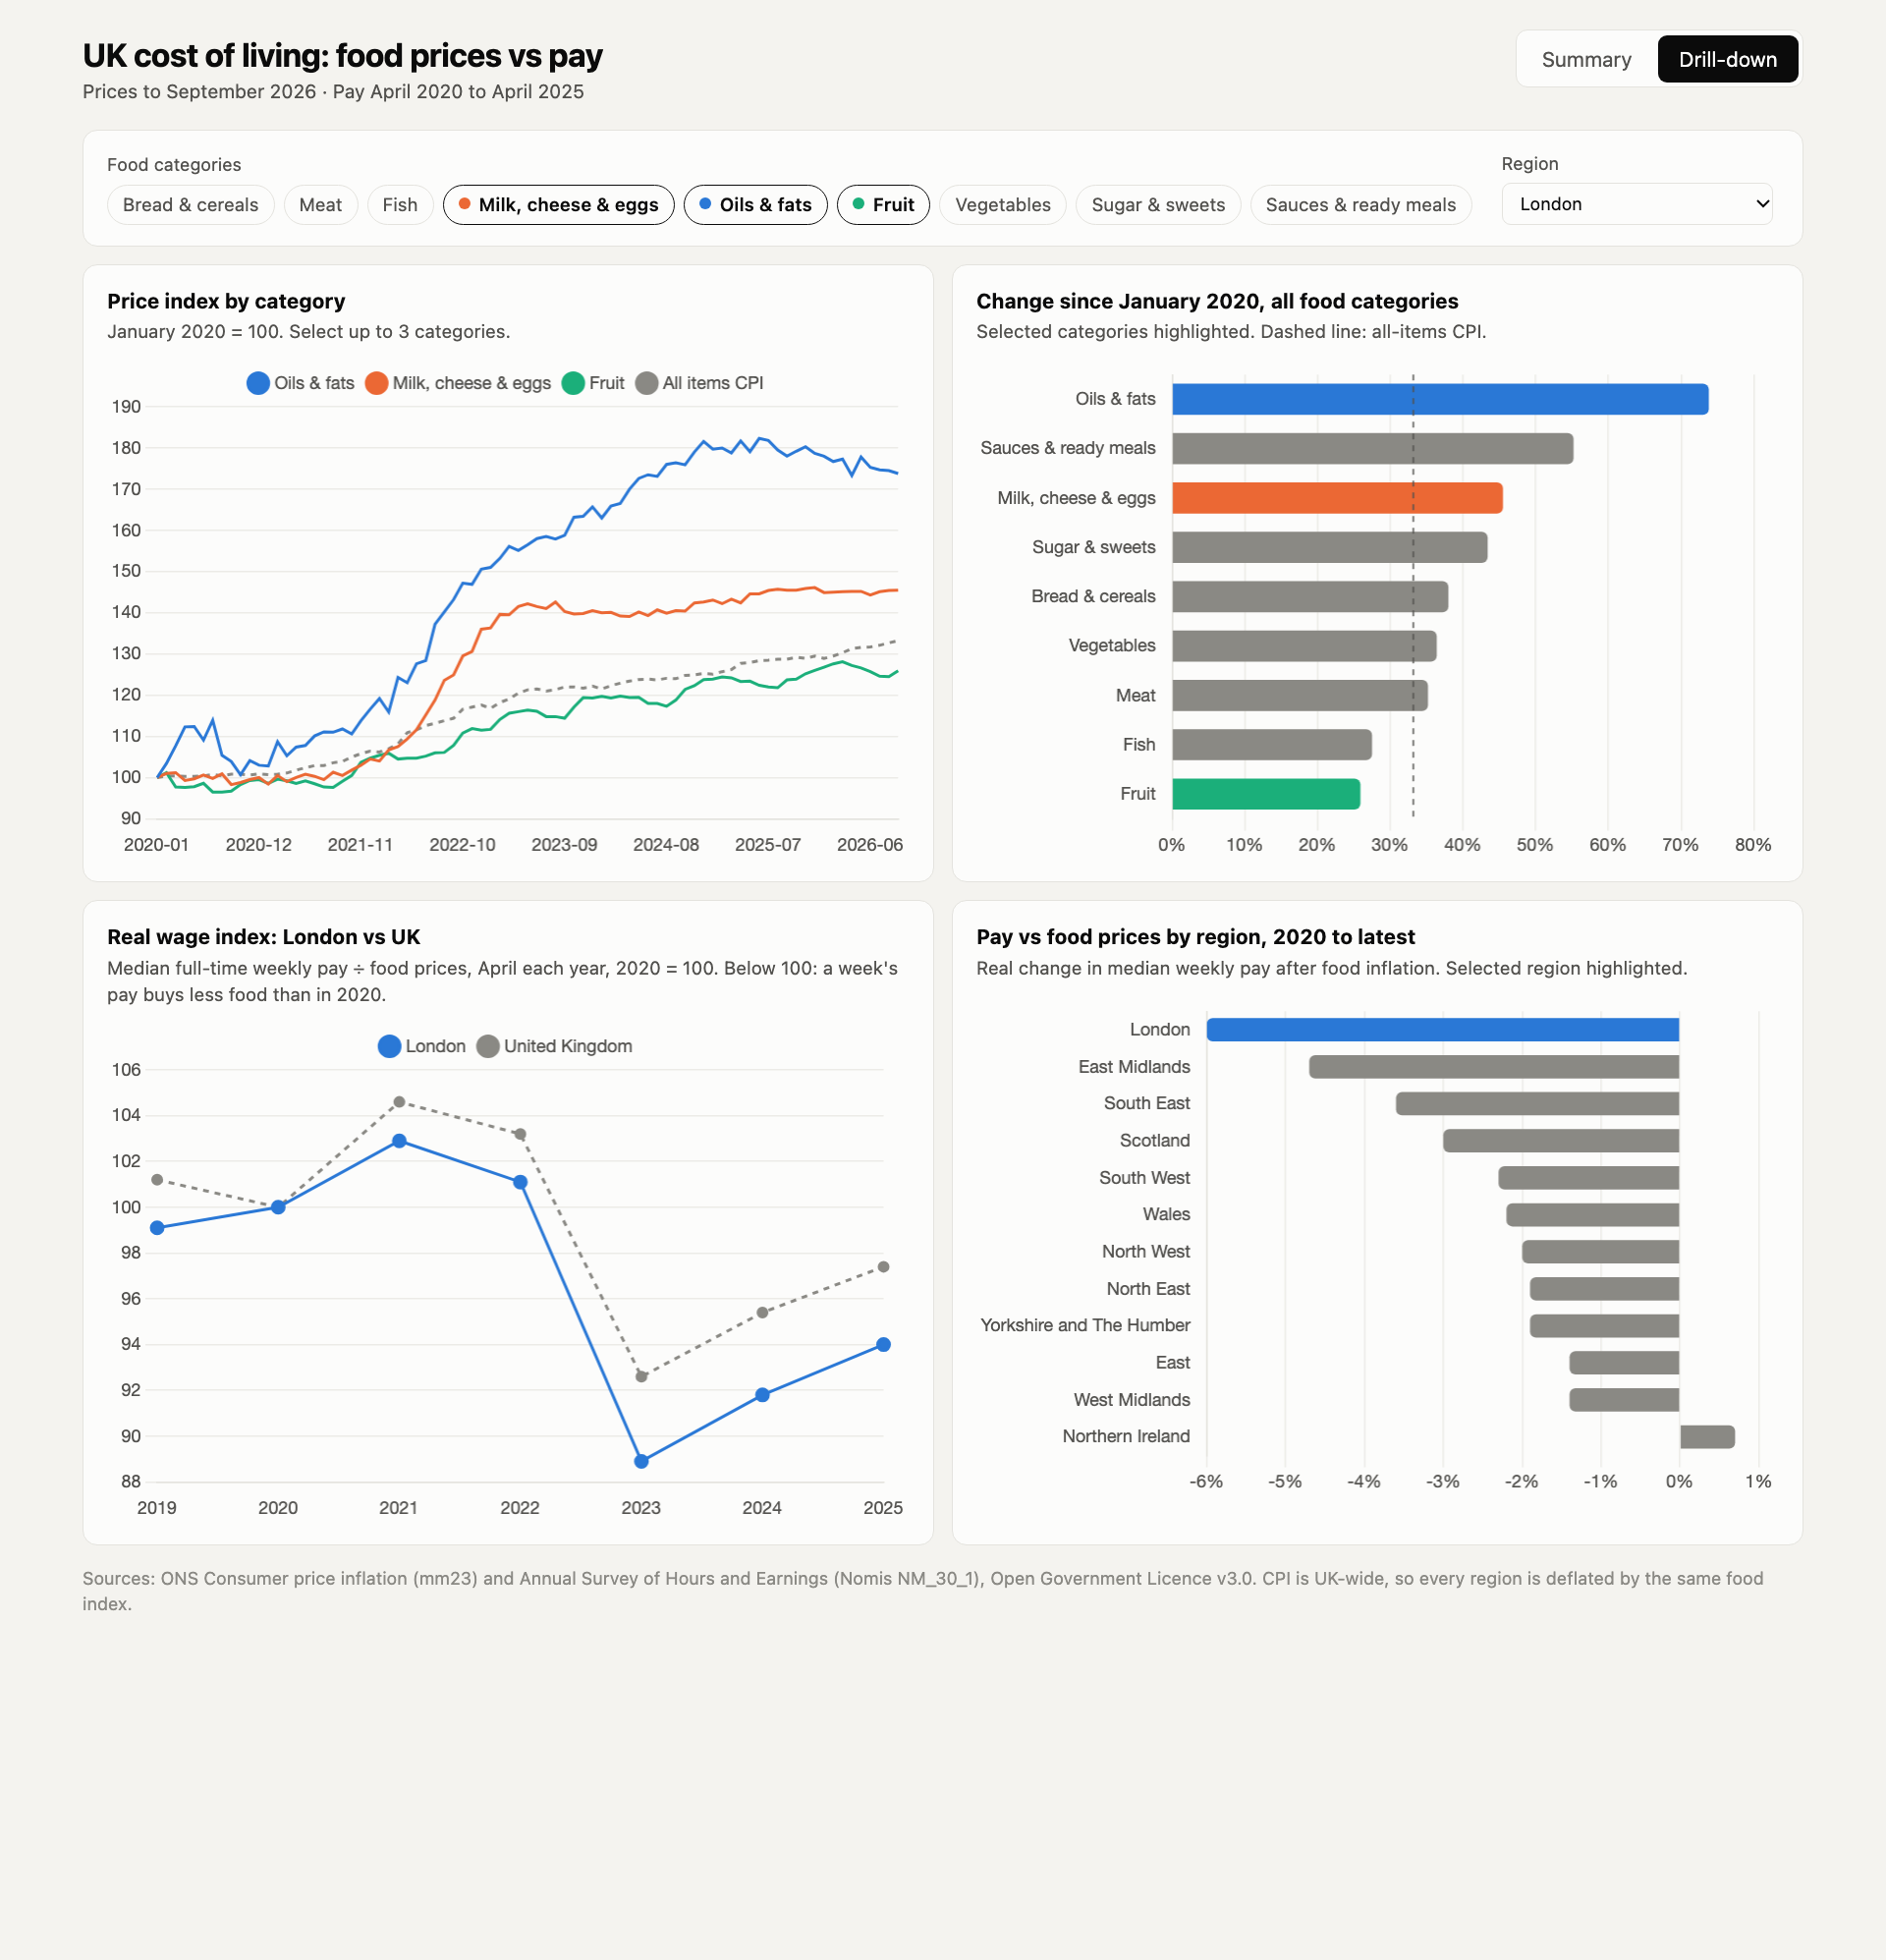 UK cost of living: food prices vs pay
Prices to September 2026 · Pay April 2020 to April 2025
Summary
Drill-down
Food categories
Bread & cereals
Meat
Fish
Milk, cheese & eggs
Oils & fats
Fruit
Vegetables
Sugar & sweets
Sauces & ready meals
Region
London
Price index by category
January 2020 = 100. Select up to 3 categories.
Oils & fats
Milk, cheese & eggs
Fruit
All items CPI
190
180
170
160
150
140
130
120
110
100
90
2020-01
2020-12
2021-11
2022-10
2023-09
2024-08
2025-07
2026-06
Change since January 2020, all food categories
Selected categories highlighted. Dashed line: all-items CPI.
Oils & fats
Sauces & ready meals
Milk, cheese & eggs
Sugar & sweets
Bread & cereals
Vegetables
Meat
Fish
Fruit
0%
10%
20%
30%
40%
50%
60%
70%
80%
Real wage index: London vs UK
Median full-time weekly pay ÷ food prices, April each year, 2020 = 100. Below 100: a week's
pay buys less food than in 2020.
London
United Kingdom
106
104
102
100
98
96
94
92
90
88
2019
2020
2021
2022
2023
2024
2025
Pay vs food prices by region, 2020 to latest
Real change in median weekly pay after food inflation. Selected region highlighted.
London
East Midlands
South East
Scotland
South West
Wales
North West
North East
Yorkshire and The Humber
East
West Midlands
Northern Ireland
-6%
-5%
-4%
-3%
-2%
-1%
0%
1%
Sources: ONS Consumer price inflation (mm23) and Annual Survey of Hours and Earnings (Nomis NM_30_1), Open Government Licence v3.0. CPI is UK-wide, so every region is deflated by the same food
index.